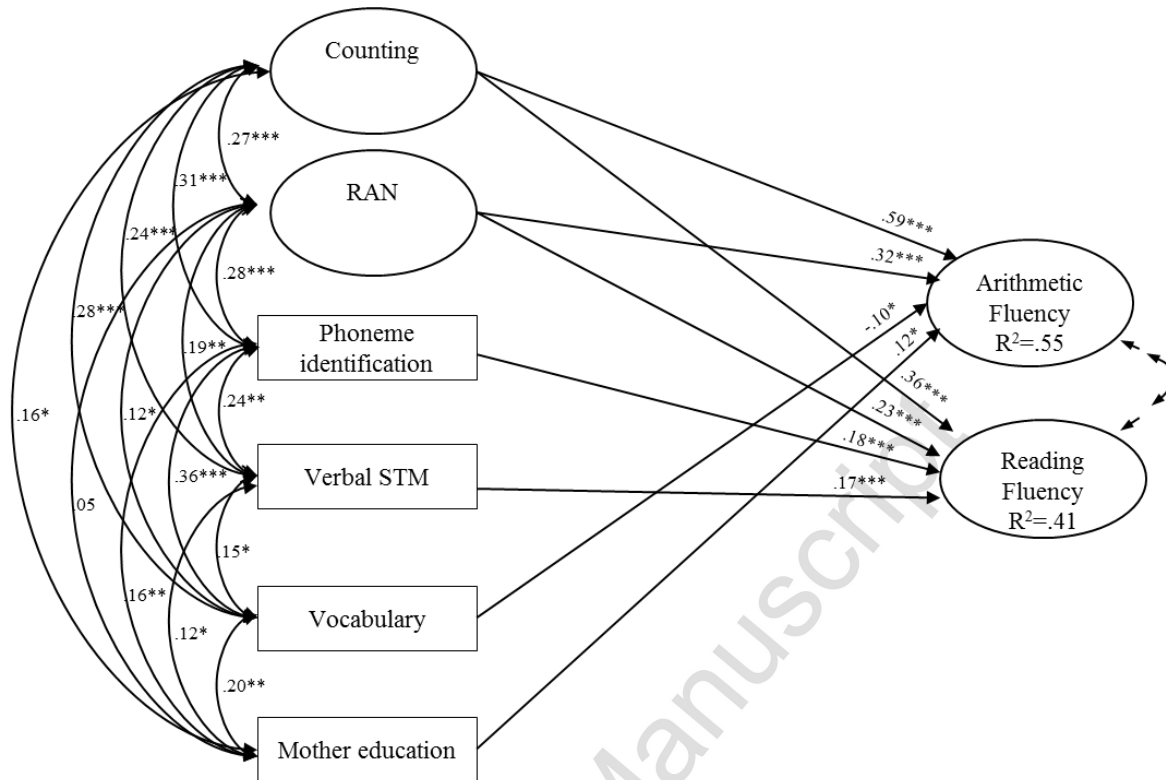 Counting
.27***
.31***
RAN
.59***
.24***
.28***
.32***
Arithmetic
Fluency
R²=.55
.28***
Phoneme
identification
-.10*
.12*
.19**
.36***
.16*
.12*
.24**
.23***
.18***
.36***
Verbal STM
.17***
Reading
Fluency
R²=.41
.05
.15*
.16**
Vocabulary
.12*
.20**
Mother education
Manuscript